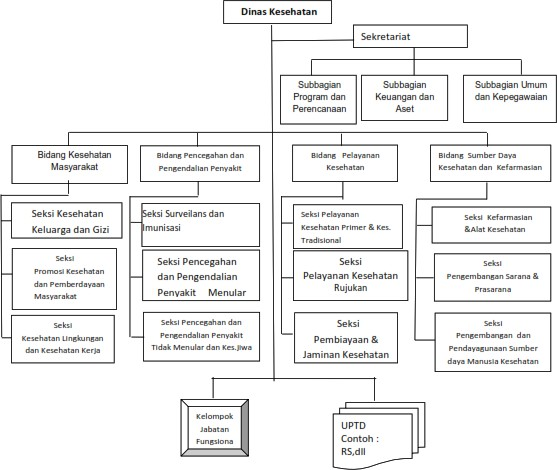 Dinas Kesehatan
Sekretariat
Subbagian
Program dan
Perencanaan
Subbagian
Keuangan dan
Aset
Subbagian Umum
dan Kepegawaian
Bidang Kesehatan
Masyarakat
Bidang Pencegahan dan
Pengendalian Penyakit
Bidang Pelayanan
Kesehatan
Bidang Sumber Daya
Kesehatan dan Kefarmasian
Seksi Kesehatan
Keluarga dan Gizi
Seksi Surveilans dan
Imunisasi
Seksi Pelayanan
Kesehatan Primer & Kes.
Tradisional
Seksi Kefarmasian
&Alat Kesehatan
Seksi
Promosi Kesehatan
dan Pemberdayaan
Masyarakat
Seksi Pencegahan
dan Pengendalian
Penyakit Menular
Seksi
Pelayanan Kesehatan
Rujukan
Seksi
Pengembangan Sarana &
Prasarana
Seksi
Kesehatan Lingkungan
dan Kesehatan Kerja
Seksi Pencegahan dan
Pengendalian Penyakit
Tidak Menular dan Kes.Jiwa
Seksi
Pembiayaan &
Jaminan Kesehatan
Seksi
Pengembangan dan
Pendayagunaan Sumber
daya Manusia Kesehatan
Kelompok
Jabatan
Fungsiona
UPTD
Contoh :
RS,dll